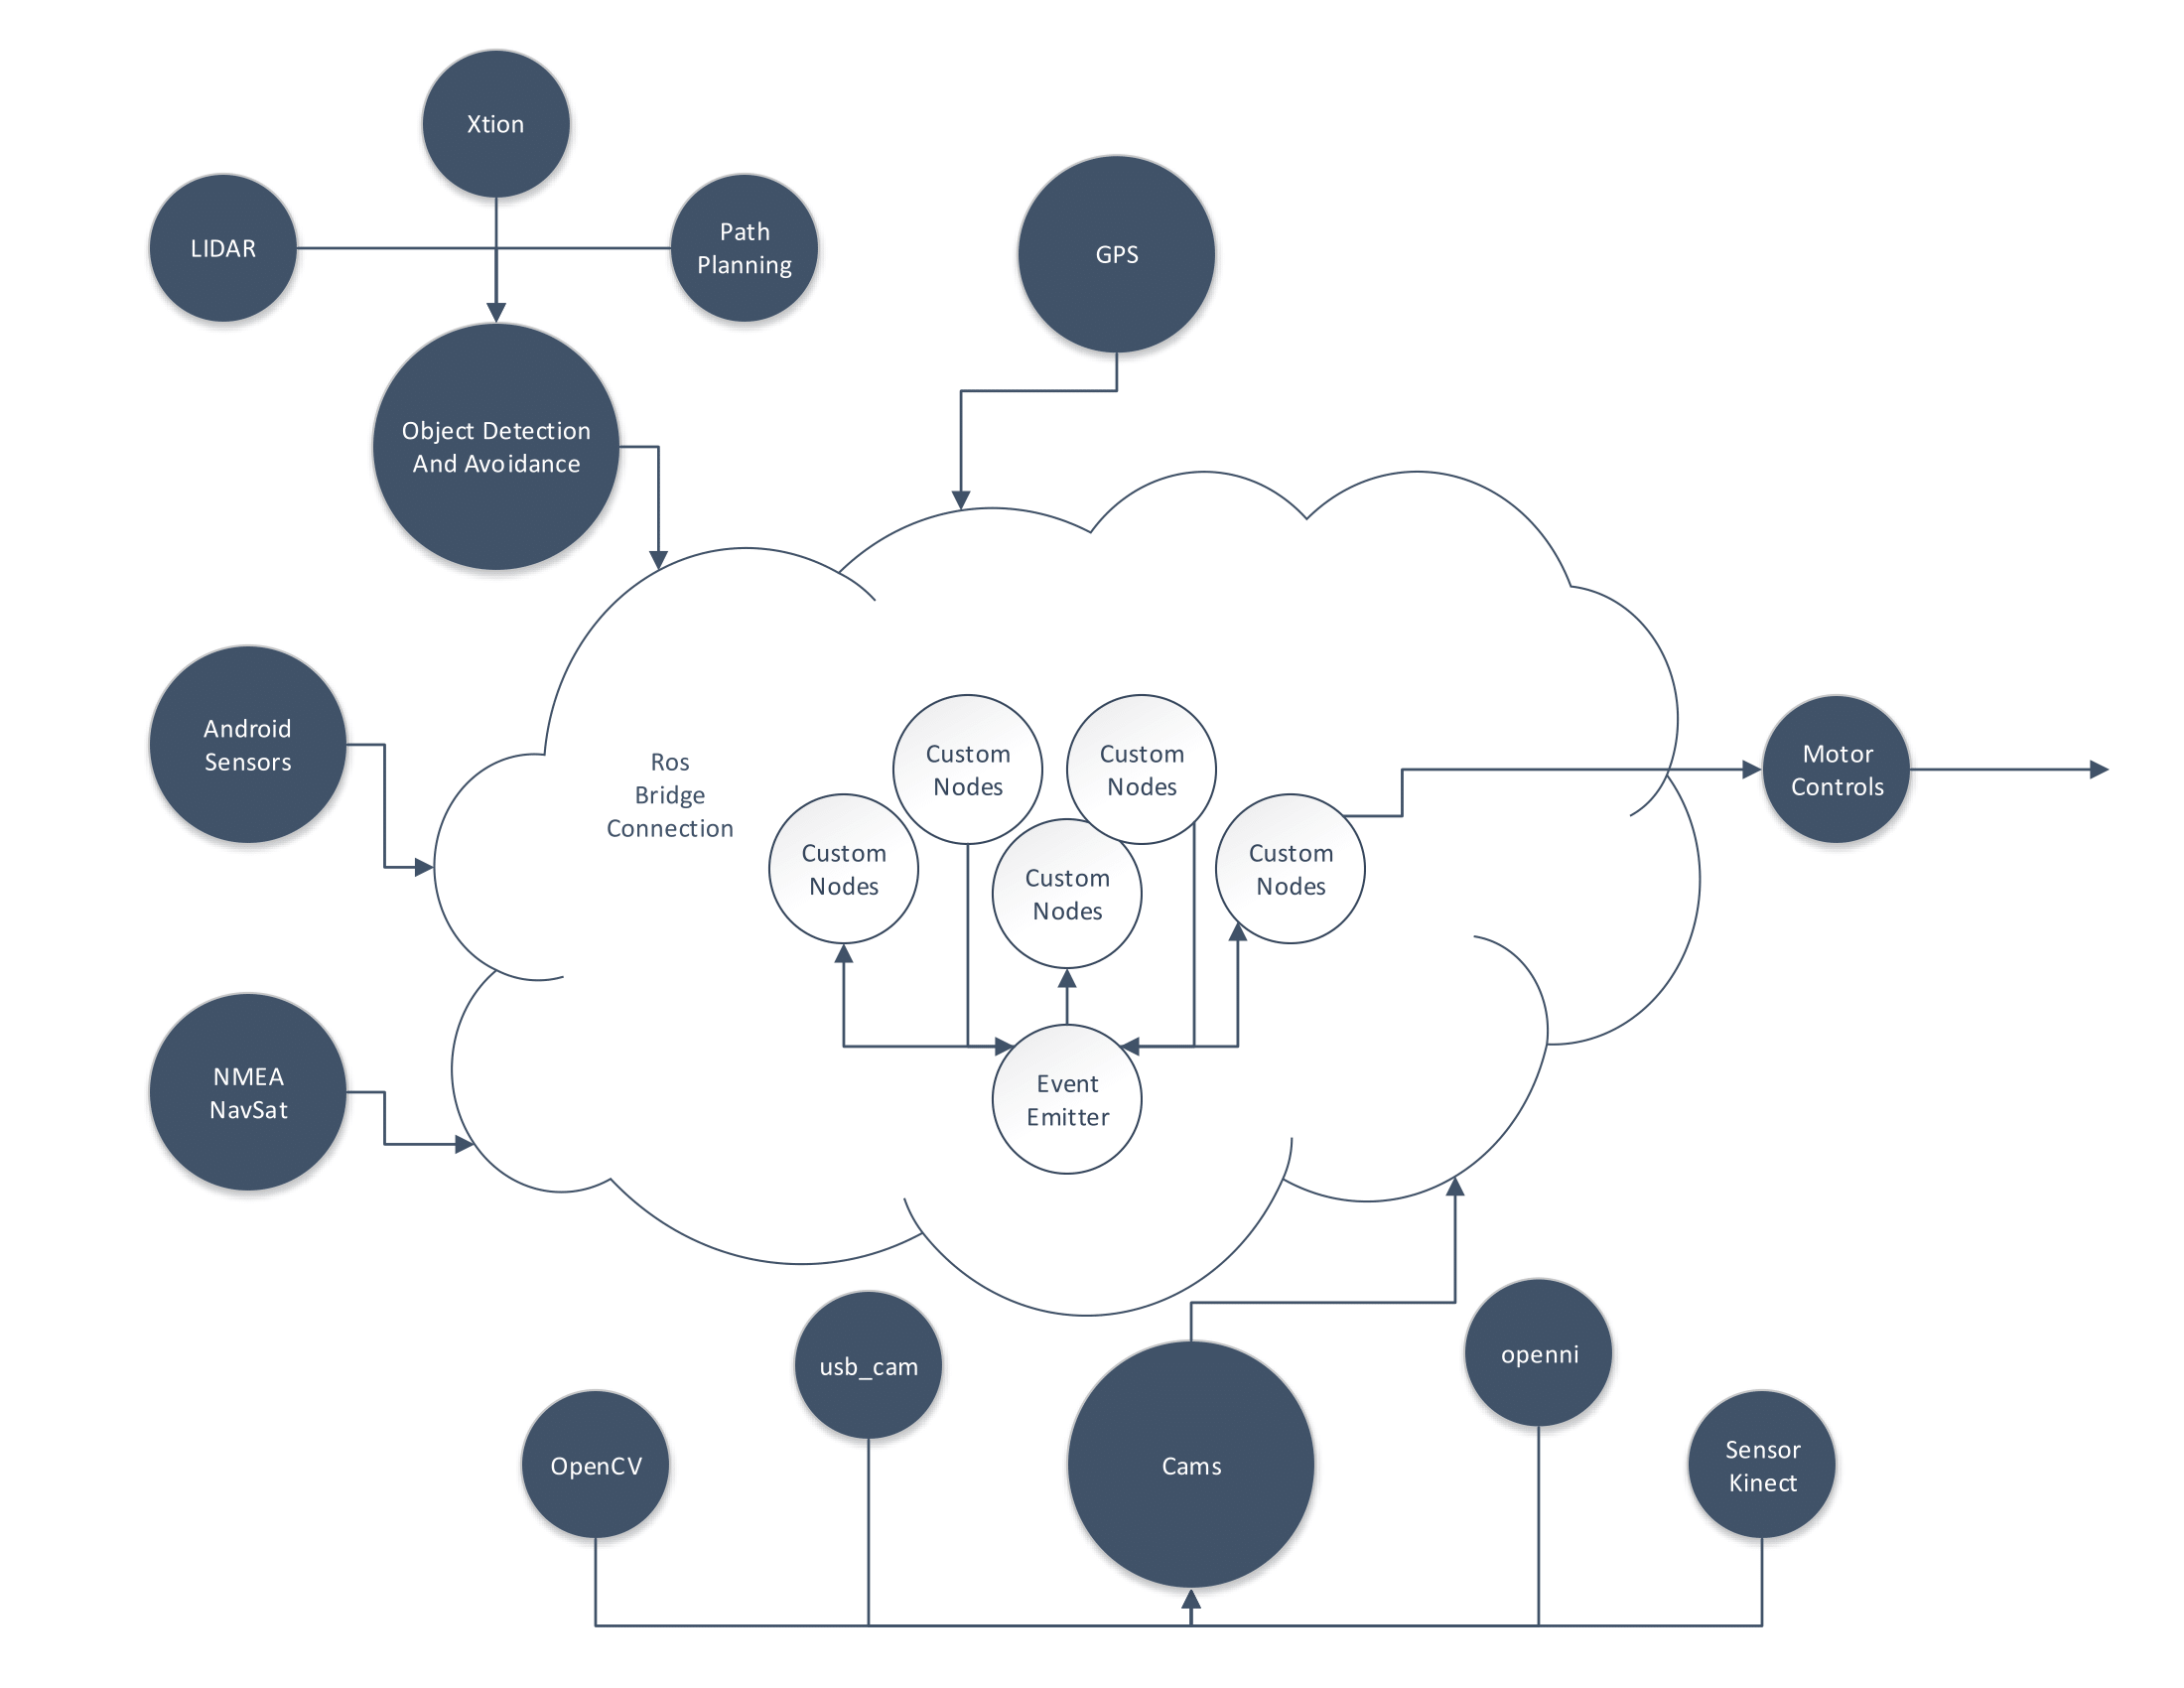 Xtion
LIDAR
Path
Planning
GPS
Object Detection
And Avoidance
Android
Sensors
Ros
Bridge
Connection
Custom
Nodes
Custom
Nodes
Custom
Nodes
Custom
Nodes
Custom
Nodes
Motor
Controls
NMEA
NavSat
Event
Emitter
usb_cam
openni
OpenCV
Cams
Sensor
Kinect